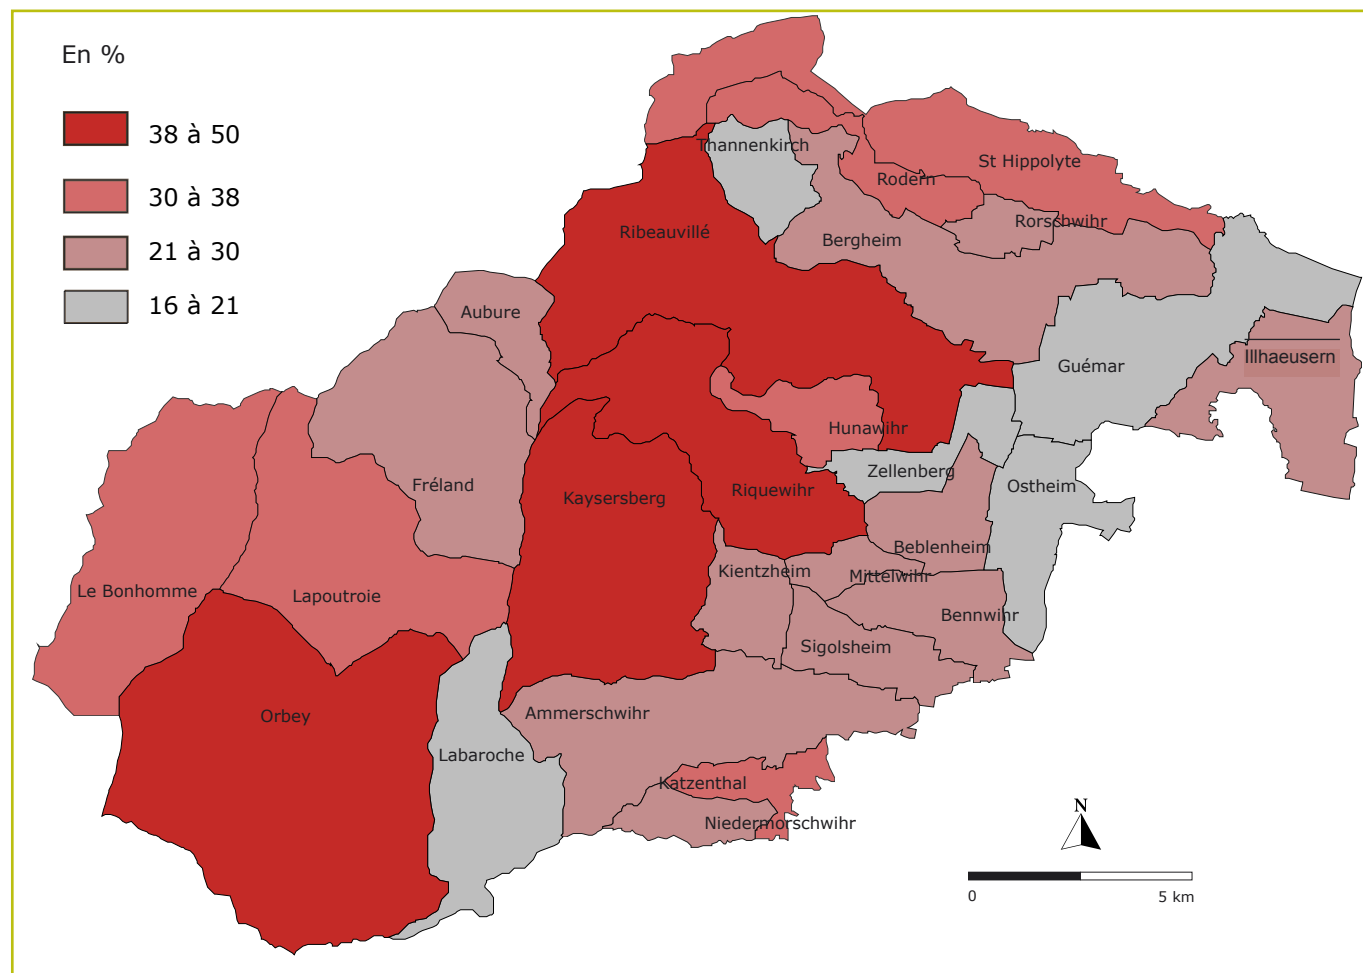 En %
38 à 50
30 à 38
21 à 30
16 à 21
Thannenkirch
St Hippolyte
Rodern
Rorschwihr
Ribeauvillé
Bergheim
Aubure
Illhaeusern
Guémar
Hunawihr
Zellenberg
Fréland
Ostheim
Riquewihr
Kaysersberg
Beblenheim
Kientzheim
Mittelwihr
Le Bonhomme
Lapoutroie
Bennwihr
Sigolsheim
Orbey
Ammerschwihr
Labaroche
Katzenthal
Niedermorschwihr
N
0
5 km